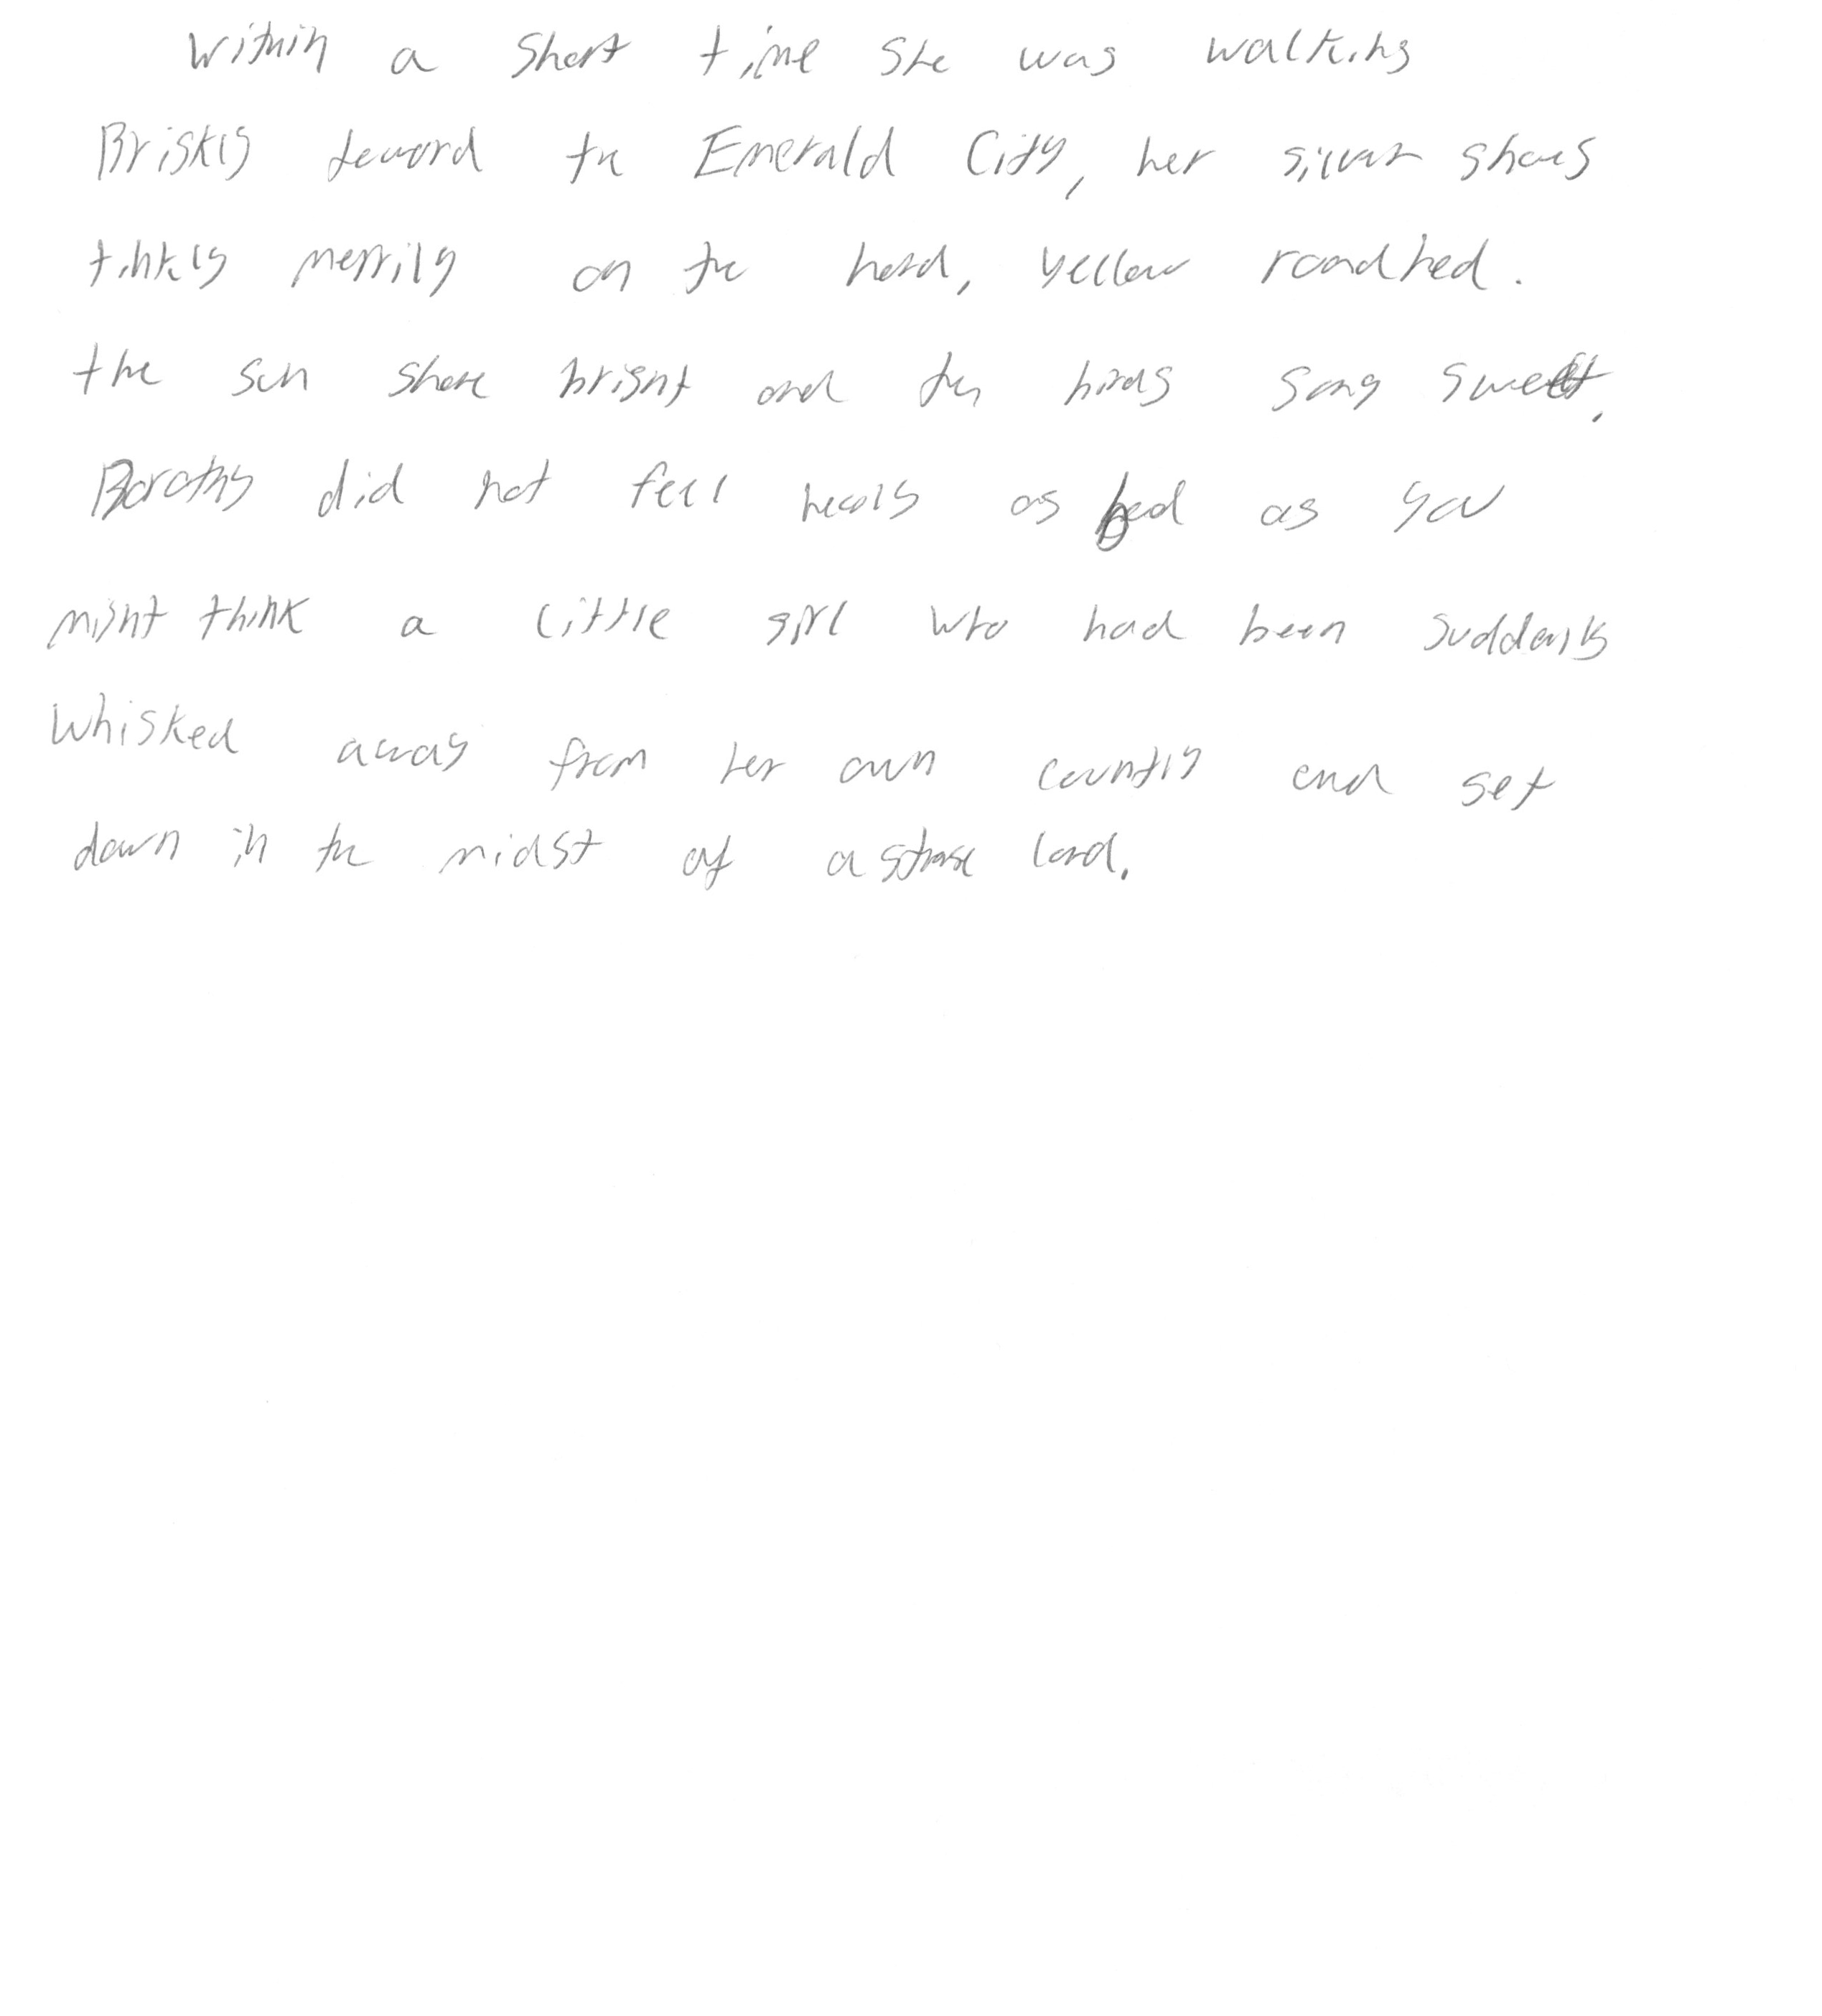 Within a short time she was walking
Briskly toward the Emerald City, her silver shoes
tinkly merrily on the hard, yellow roadbed.
the sun shone bright and the birds sang sweet.
Dorothy did not feel nearly as bad as you
might think a little girl who had been suddenly
whisked away from her own country and set
down in the midst of a strange land.